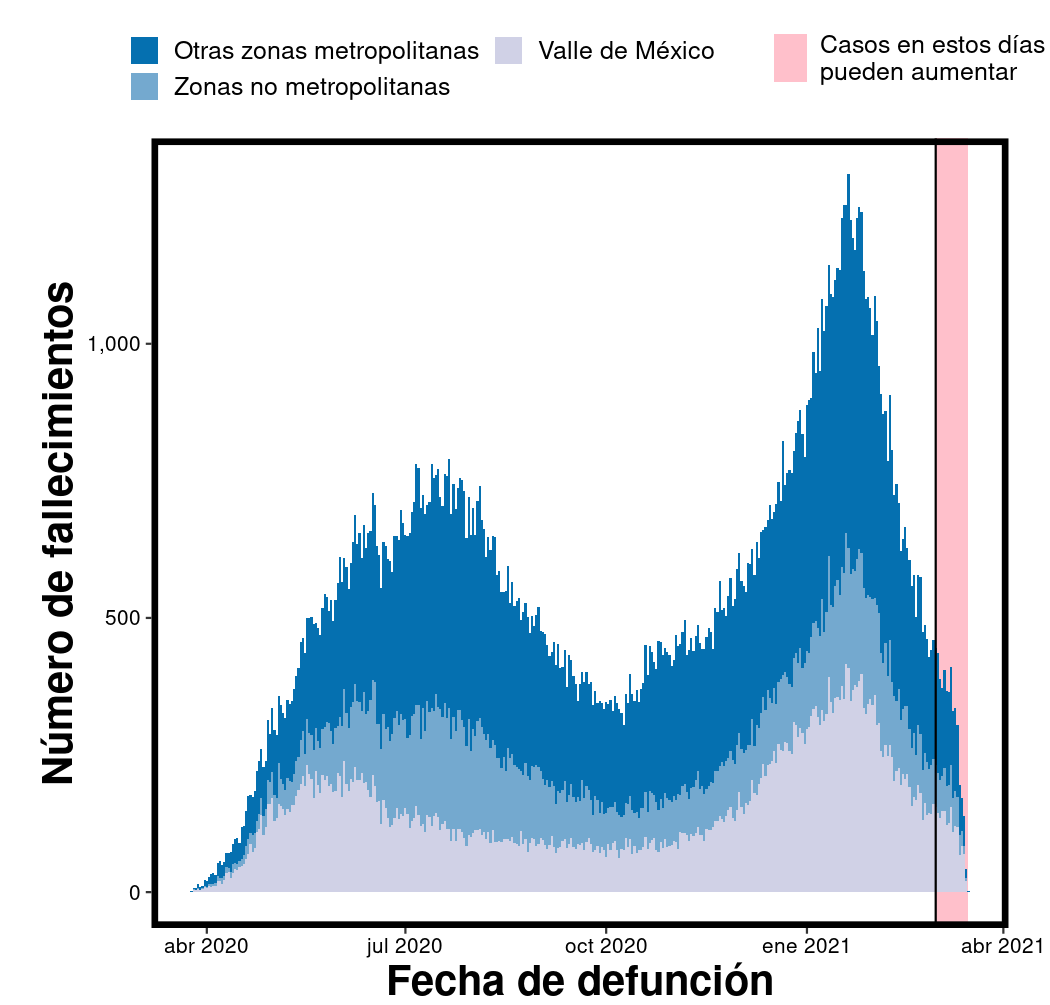 Otras zonas metropolitanas
Valle de México
Zonas no metropolitanas
Casos en estos días
pueden aumentar
Número de fallecimientos
1,000
500
0
abr 2020
jul 2020
oct 2020
ene 2021
abr 2021
Fecha de defunción